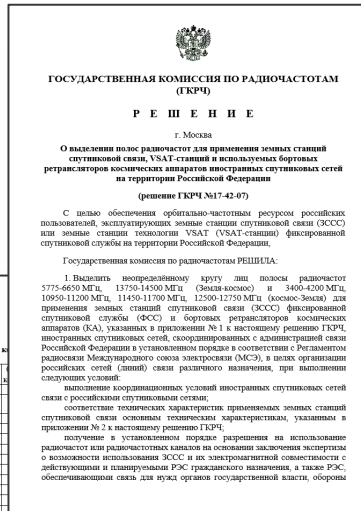 ГОСУДАРСТВЕННАЯ КОМИССИЯ ПО РАДИОЧАСТОТАМ
(ГКРЧ)
Р Е Ш Е Н И Е
г. Москва
О выделении полос радиочастот для применения земных станций
спутниковой связи, VSAT-станций и используемых бортовых
ретрансляторов космических аппаратов иностранных спутниковых сетей
на территории Российской Федерации
(решение ГКРЧ №17-42-07)
С целью обеспечения орбитально-частотным ресурсом российских
пользователей, эксплуатирующих земные станции спутниковой связи (ЗССС)
или земные станции технологии VSAT (VSAT-станции) фиксированной
спутниковой службы на территории Российской Федерации,
Государственная комиссия по радиочастотам РЕШИЛА:
1. Выделить неопределённому кругу лиц полосы радиочастот
5775-6650 МГц, 13750-14500 МГц (Земля-космос) и 3400-4200 МГц,
10950-11200 МГц, 11450-11700 МГц, 12500-12750 МГц (космос-Земля) для
применения земных станций спутниковой связи (ЗССС) фиксированной
спутниковой службы (ФСС) и бортовых ретрансляторов космических
аппаратов (КА), указанных в приложении № 1 к настоящему решению ГКРЧ,
иностранных спутниковых сетей, скоординированных с администрацией связи
Российской Федерации в установленном порядке в соответствии с Регламентом
радиосвязи Международного союза электросвязи (МСЭ), в целях организации
российских сетей (линий) связи различного назначения, при выполнении
следующих условий:
выполнение координационных условий иностранных спутниковых сетей
связи с российскими спутниковыми сетями;
соответствие технических характеристик применяемых земных станций
спутниковой связи основным техническим характеристикам, указанным в
приложении № 2 к настоящему решению ГКРЧ;
получение в установленном порядке разрешения на использование
радиочастот или радиочастотных каналов на основании заключения экспертизы
о возможности использования ЗССС и их электромагнитной совместимости с
действующими и планируемыми РЭС гражданского назначения, а также РЭС,
обеспечивающими связь для нужд органов государственной власти, обороны